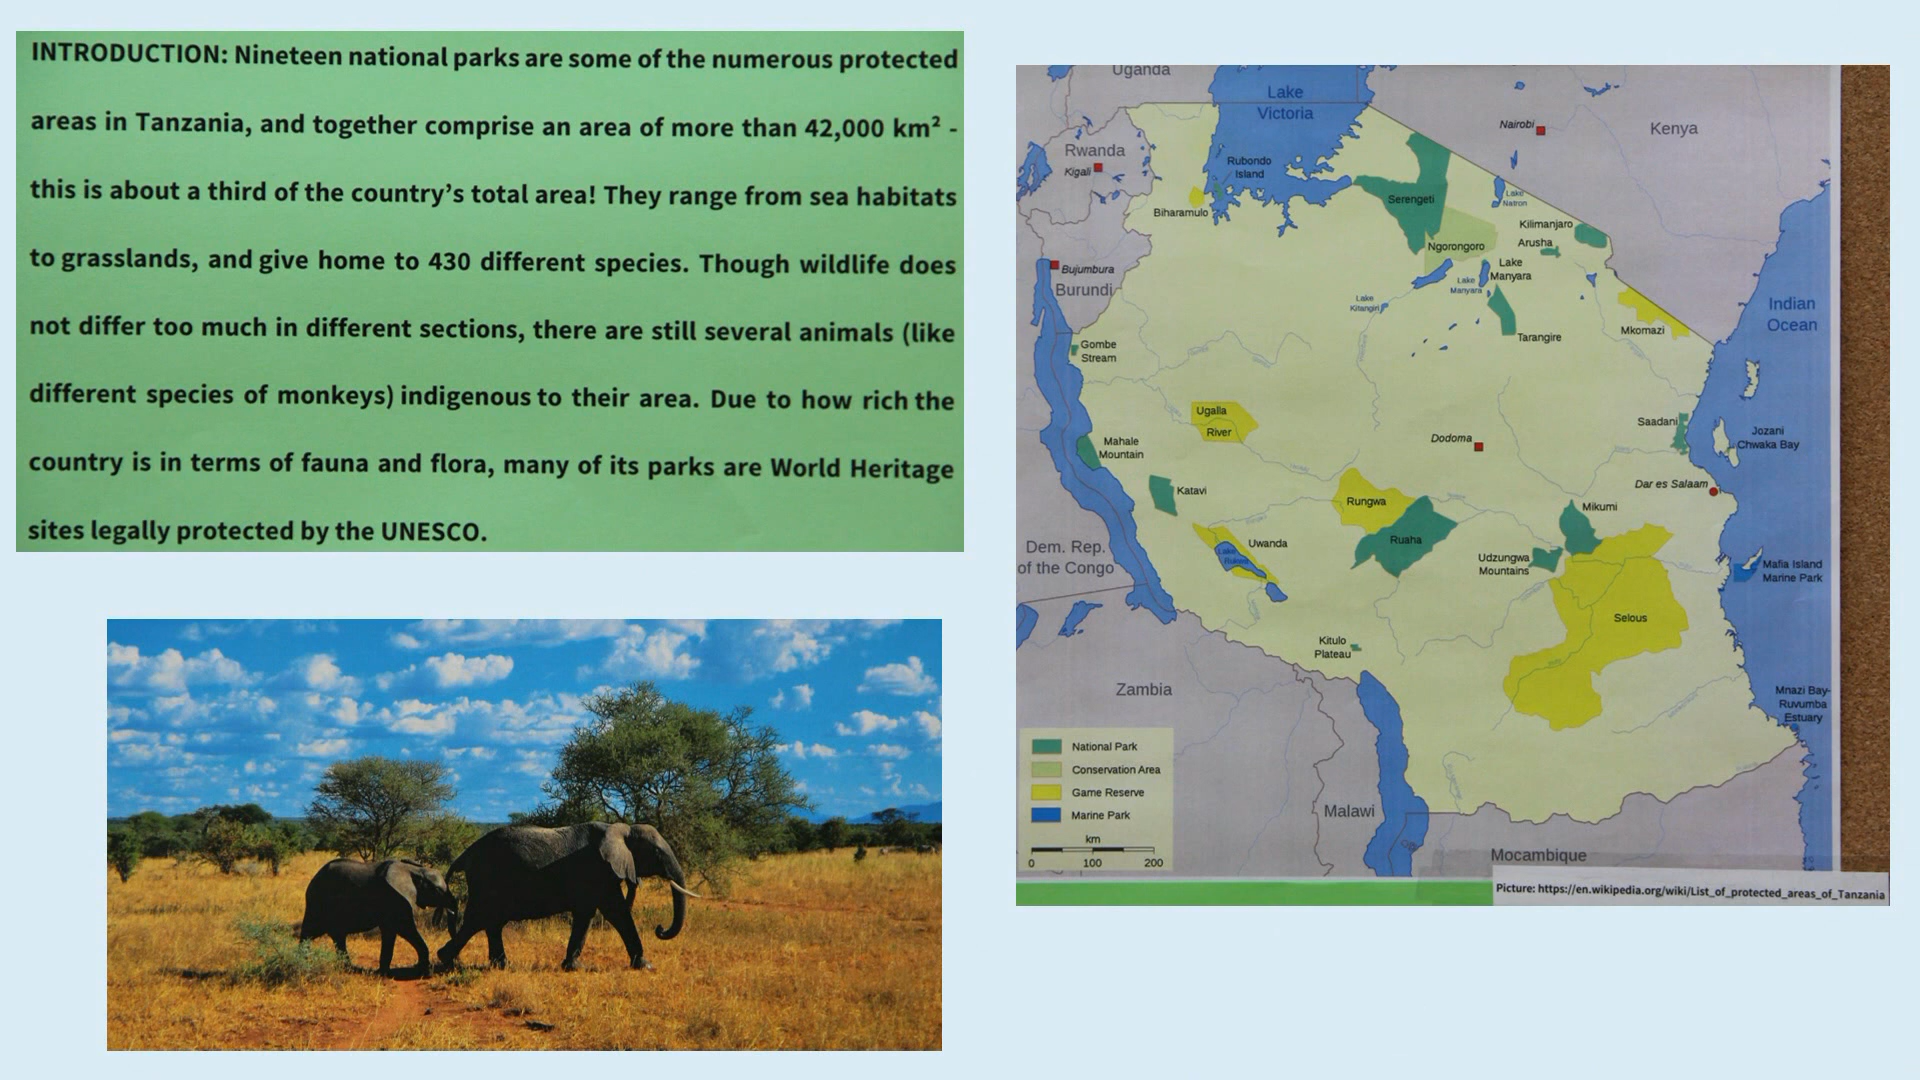 INTRODUCTION: Nineteen national parks are some of the numerous protected
areas in Tanzania, and together comprise an area of more than 42,000 km² -
this is about a third of the country's total area! They range from sea habitats
to grasslands, and give home to 430 different species. Though wildlife does
not differ too much in different sections, there are still several animals (like
different species of monkeys) indigenous to their area. Due to how rich the
country is in terms of fauna and flora, many of its parks are World Heritage
sites legally protected by the UNESCO.
Uganda
Lake
Victoria
Nairobi
Kenya
Rwanda
Kigali
Rubondo
Island
Serengeti
Lake
Natron
Biharamulo
Kilimanjaro
Arusha
Ngorongoro
Bujumbura
Burundi
Lake
Manyara
Lake
Manyara
Lake
Kitangiri
Indian
Ocean
Mkomazi
Tarangire
Gombe
Stream
Ugalla
River
Saadani
Jozani
Chwaka Bay
Dodoma
Mahale
Mountain
Katavi
Dar es Salaam
Rungwa
Mikumi
Ruaha
Uwanda
Lake
Rukwa
Dem. Rep.
of the Congo
Udzungwa
Mountains
Mafia Island
Marine Park
Selous
Kitulo
Plateau
Zambia
Mnazi Bay-
Ruvumba
Estuary
National Park
Conservation Area
Game Reserve
Marine Park
km
0 100 200
Malawi
Mocambique
Picture: https://en.wikipedia.org/wiki/List_of_protected_areas_of_Tanzania